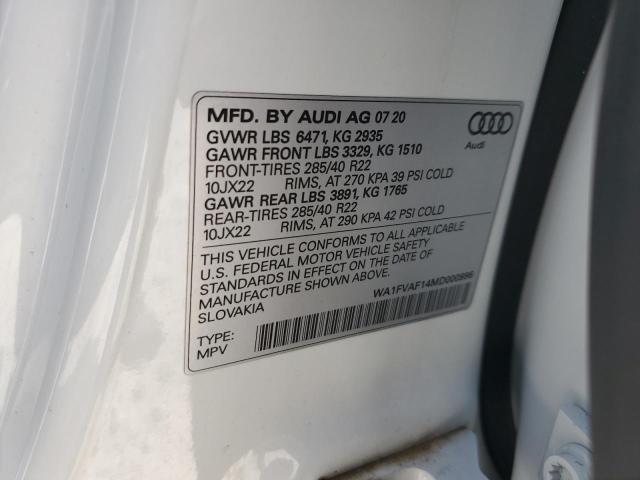 MFD. BY AUDI AG 07 20
GVWR LBS 6471, KG 2935
GAWR FRONT LBS 3329, KG 1510
FRONT-TIRES 285/40 R22
10JX22 RIMS, AT 270 KPA 39 PSI COLD
GAWR REAR LBS 3891, KG 1765
REAR-TIRES 285/40 R22
10JX22 RIMS, AT 290 KPA 42 PSI COLD
THIS VEHICLE CONFORMS TO ALL APPLICABLE
U.S. FEDERAL MOTOR VEHICLE SAFETY
STANDARDS IN EFFECT ON THE DATE OF
MANUFACTURE SHOWN ABOVE.
SLOVAKIA
WA1FVAF14MD000886
TYPE:
MPV
Audi